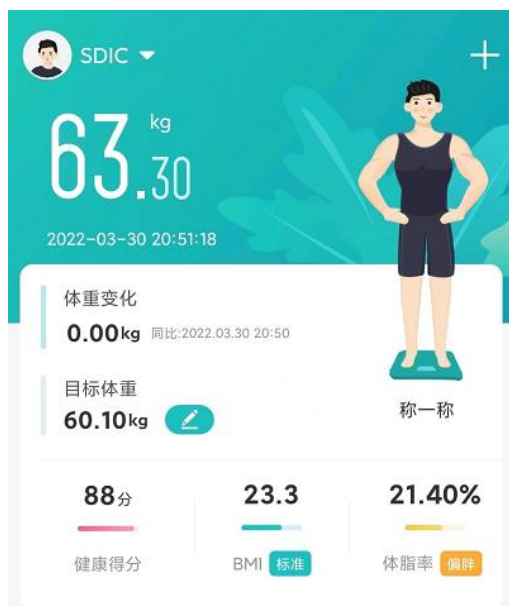 SDIC
63.30 kg
2022-03-30 20:51:18
体重变化
0.00kg 同比:2022.03.30 20:50
目标体重
60.10kg
称一称
88分 23.3 21.40%
健康得分 BMI 标准 体脂率 偏胖